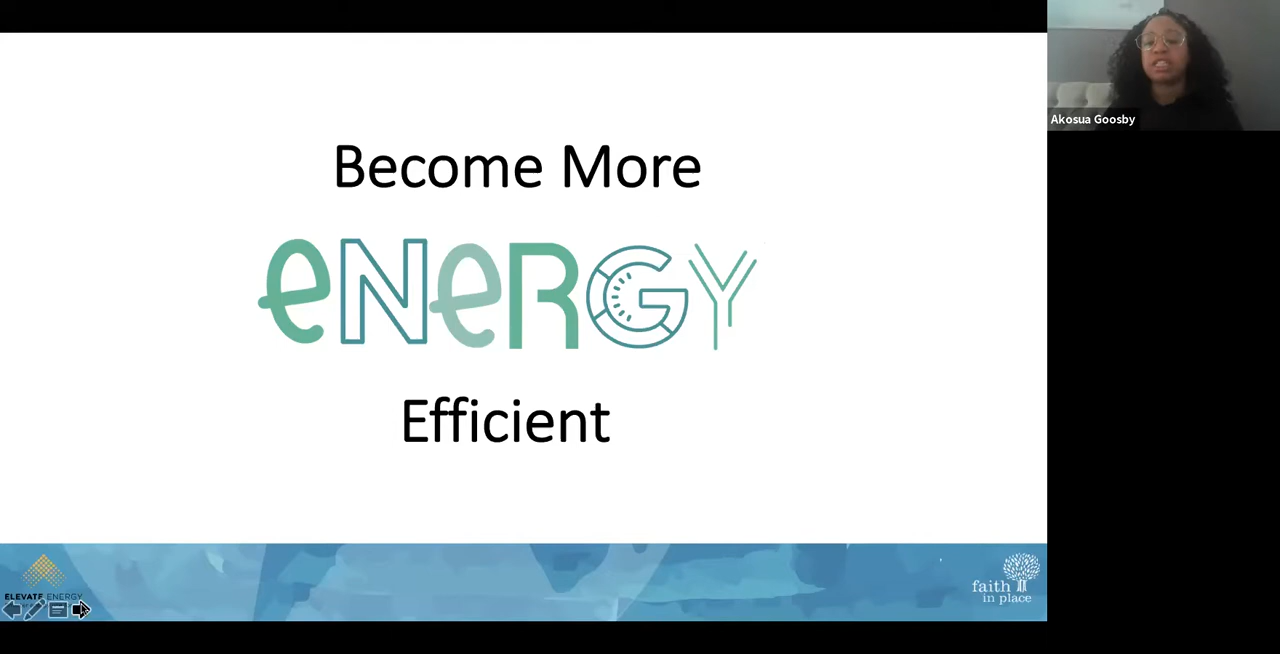 Become More
eNeRGY
Efficient
Akosua Goosby
ELEVATE ENERGY
faith
in place